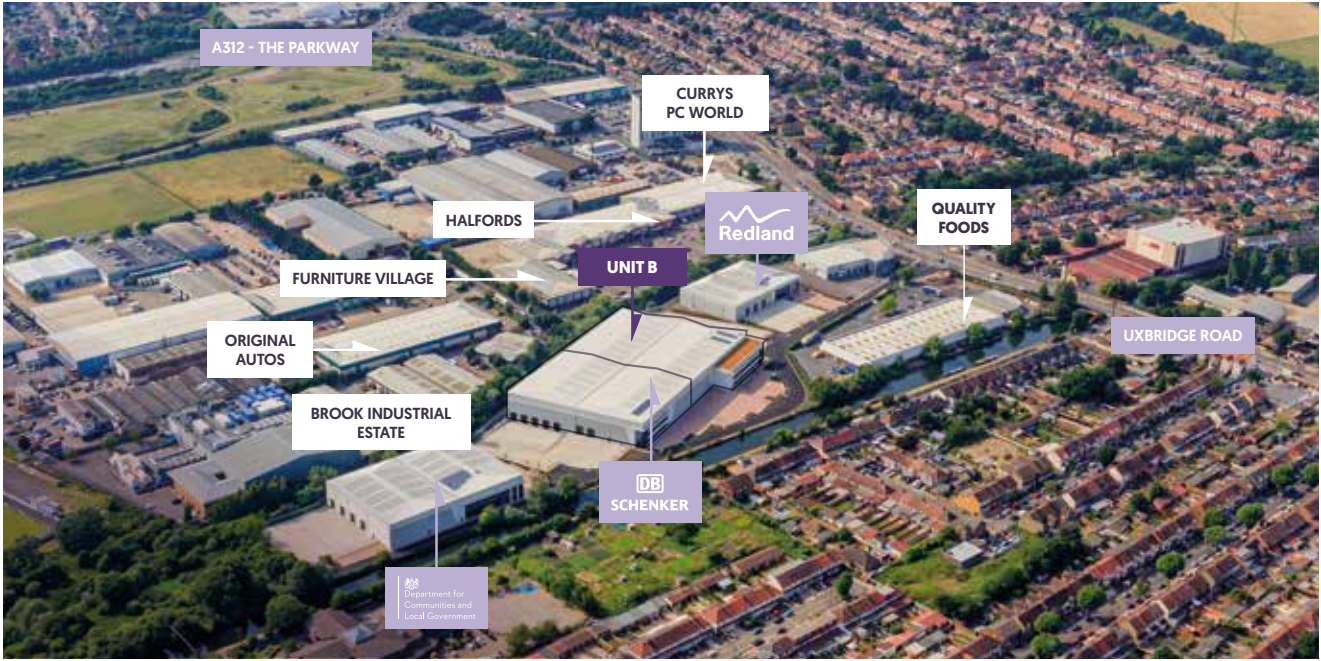 A312 - THE PARKWAY
CURRYS
PC WORLD
HALFORDS
Redland
QUALITY
FOODS
FURNITURE VILLAGE
UNIT B
ORIGINAL
AUTOS
UXBRIDGE ROAD
BROOK INDUSTRIAL
ESTATE
DB
SCHENKER
Department for
Communities and
Local Government